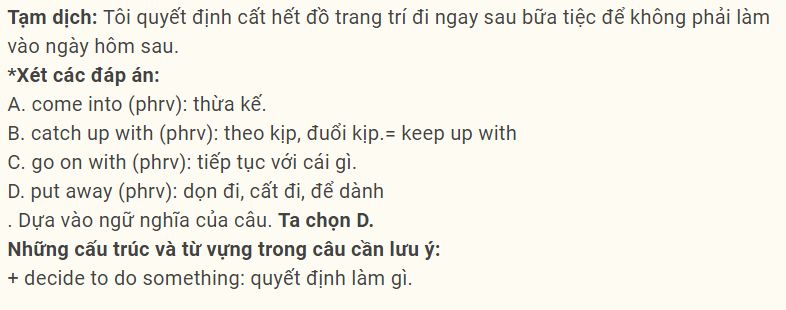 Tạm dịch: Tôi quyết định cất hết đồ trang trí đi ngay sau bữa tiệc để không phải làm
vào ngày hôm sau.
*Xét các đáp án:
A. come into (phrv): thừa kế.
B. catch up with (phrv): theo kịp, đuổi kịp.= keep up with
C. go on with (phrv): tiếp tục với cái gì.
D. put away (phrv): dọn đi, cất đi, để dành
. Dựa vào ngữ nghĩa của câu. Ta chọn D.
Những cấu trúc và từ vựng trong câu cần lưu ý:
+ decide to do something: quyết định làm gì.